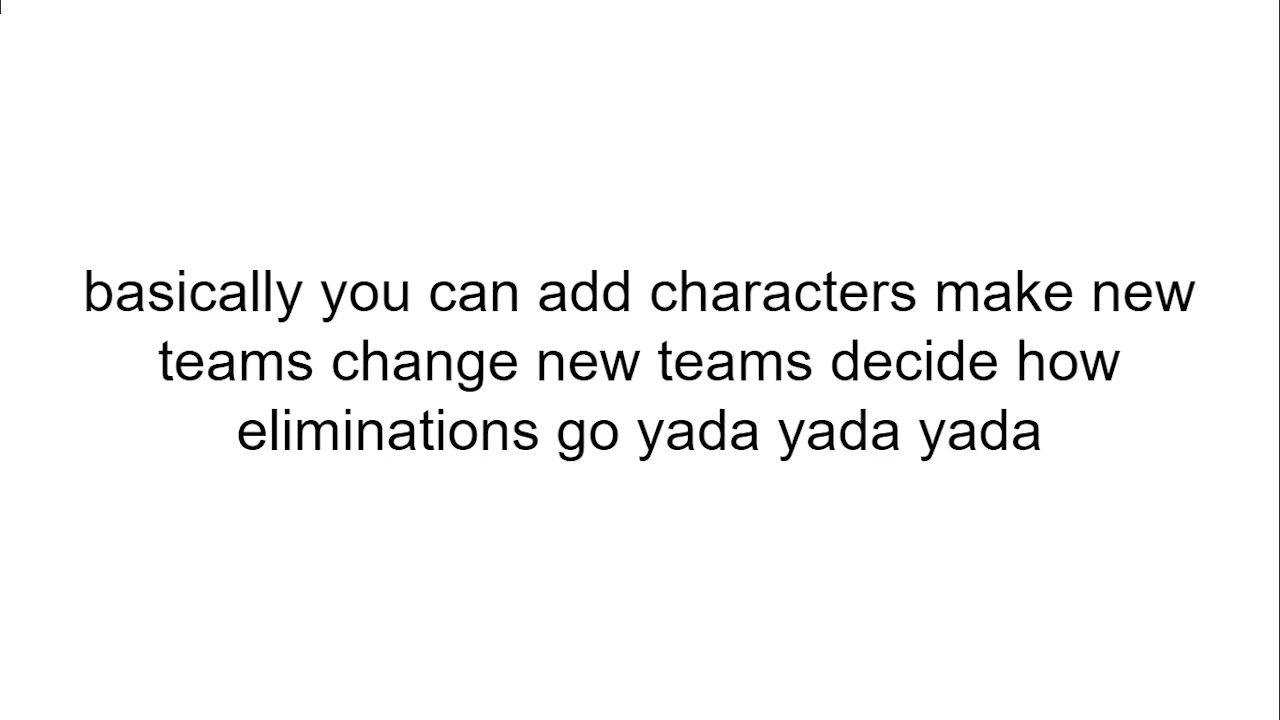 basically you can add characters make new
teams change new teams decide how
eliminations go yada yada yada